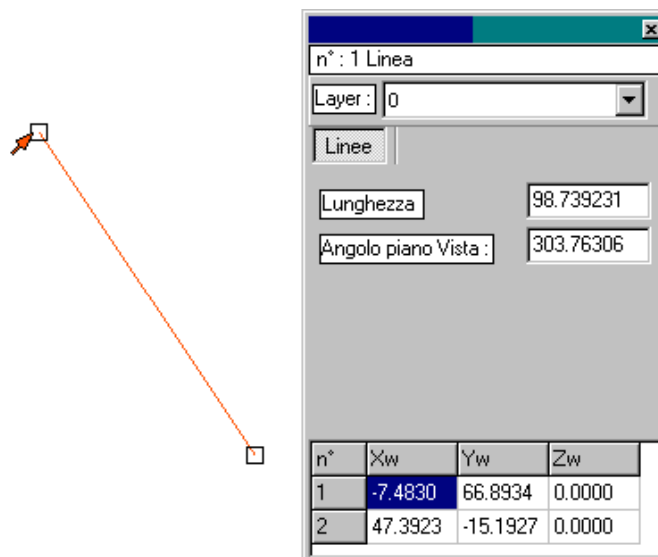 n° : 1 Linea
Layer : 0
Linee
Lunghezza 98.739231
Angolo piano Vista : 303.76306
n° Xw Yw Zw
1 -7.4830 66.8934 0.0000
2 47.3923 -15.1927 0.0000